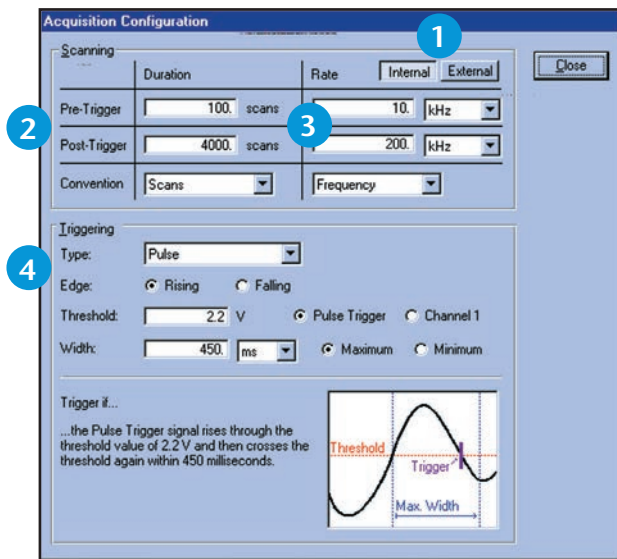 Acquisition Configuration
1
Scanning
Duration
Rate
Internal
External
Close
2
Pre-Trigger
100. scans
3
10. kHz
Post-Trigger
4000. scans
200. kHz
Convention
Scans
Frequency
Triggering
4
Type:
Pulse
Edge:
Rising
Falling
Threshold:
2.2 V
Pulse Trigger
Channel 1
Width:
450. ms
Maximum
Minimum
Trigger if...
...the Pulse Trigger signal rises through the
threshold value of 2.2 V and then crosses the
threshold again within 450 milliseconds.
Threshold
Trigger
Max. Width